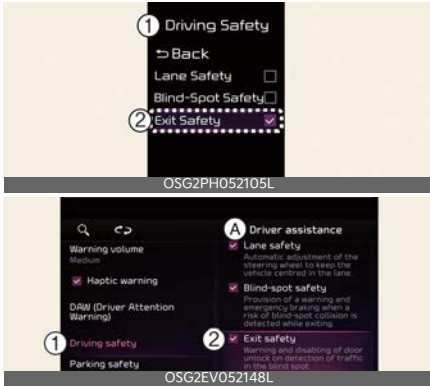 1 Driving Safety
Back
Lane Safety
Blind-Spot Safety
2 Exit Safety
OSG2PH052105L
A Driver assistance
Warning volume
Medium
Lane safety
Automatic adjustment of the
steering wheel to keep the
vehicle centred in the lane.
Haptic warning
Blind-spot safety
Provision of a warning and
emergency braking when a
risk of blind-spot collision is
detected while exiting.
DAW (Driver Attention
Warning)
1 Driving safety
2 Exit safety
Warning and disabling of door
unlock on detection of traffic
in the blind spot
Parking safety
OSG2EV052148L